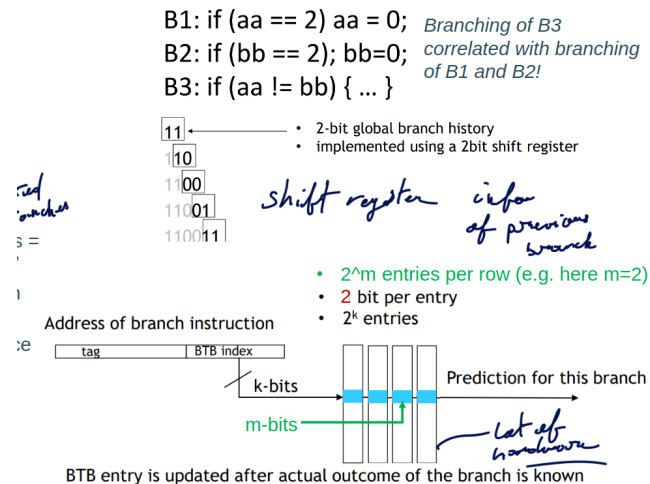 B1: if (aa == 2) aa = 0;
B2: if (bb == 2); bb=0;
B3: if (aa != bb) { ... }
Branching of B3
correlated with branching
of B1 and B2!
11
• 2-bit global branch history
• implemented using a 2bit shift register
110
1100
11001
110011
shift regster infor
of previous
branch
s =
• 2^m entries per row (e.g. here m=2)
• 2 bit per entry
• 2^k entries
Address of branch instruction
ce
tag BTB index
k-bits
Prediction for this branch
m-bits
Lot of
hardware
BTB entry is updated after actual outcome of the branch is known